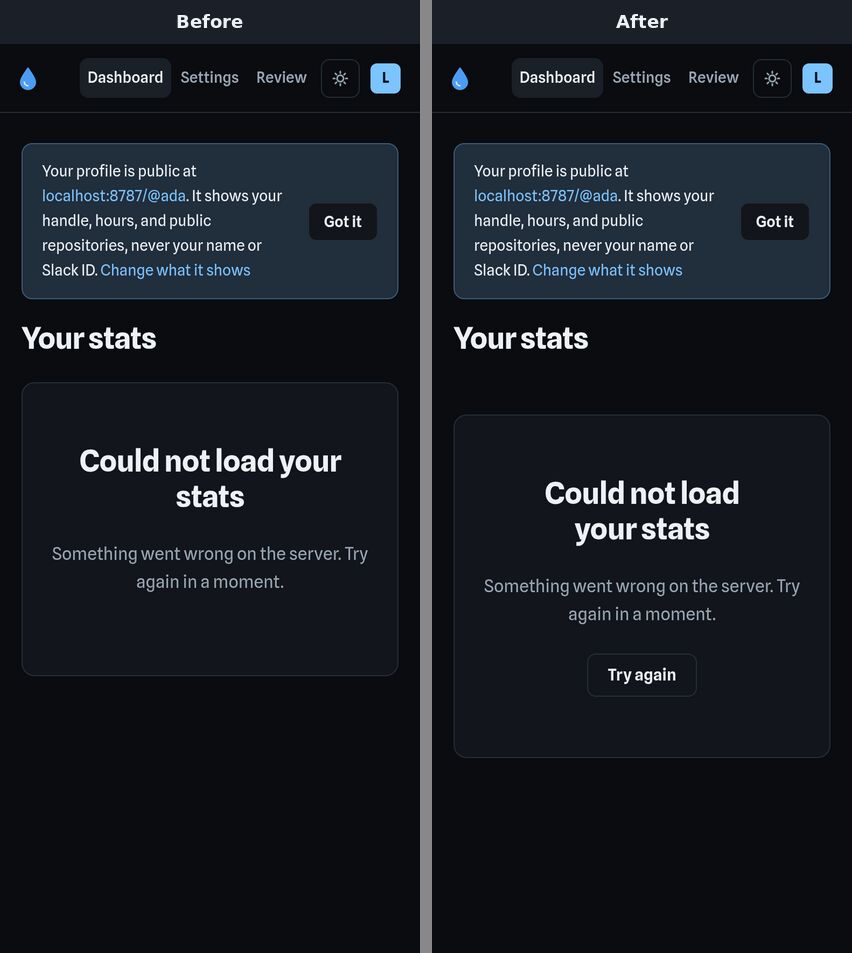 Before
Dashboard Settings Review L
Your profile is public at
localhost:8787/@ada. It shows your
handle, hours, and public
repositories, never your name or
Slack ID. Change what it shows
Got it
Your stats
Could not load your
stats
Something went wrong on the server. Try
again in a moment.
After
Dashboard Settings Review L
Your profile is public at
localhost:8787/@ada. It shows your
handle, hours, and public
repositories, never your name or
Slack ID. Change what it shows
Got it
Your stats
Could not load
your stats
Something went wrong on the server. Try
again in a moment.
Try again